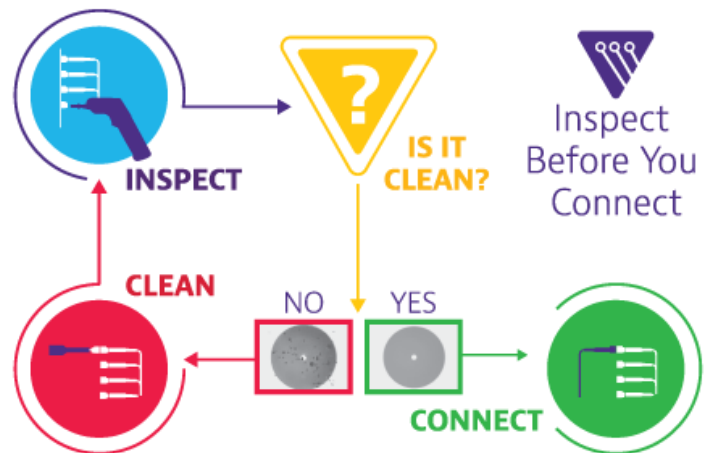 INSPECT
?
IS IT
CLEAN?
Inspect
Before You
Connect
CLEAN
NO
YES
CONNECT